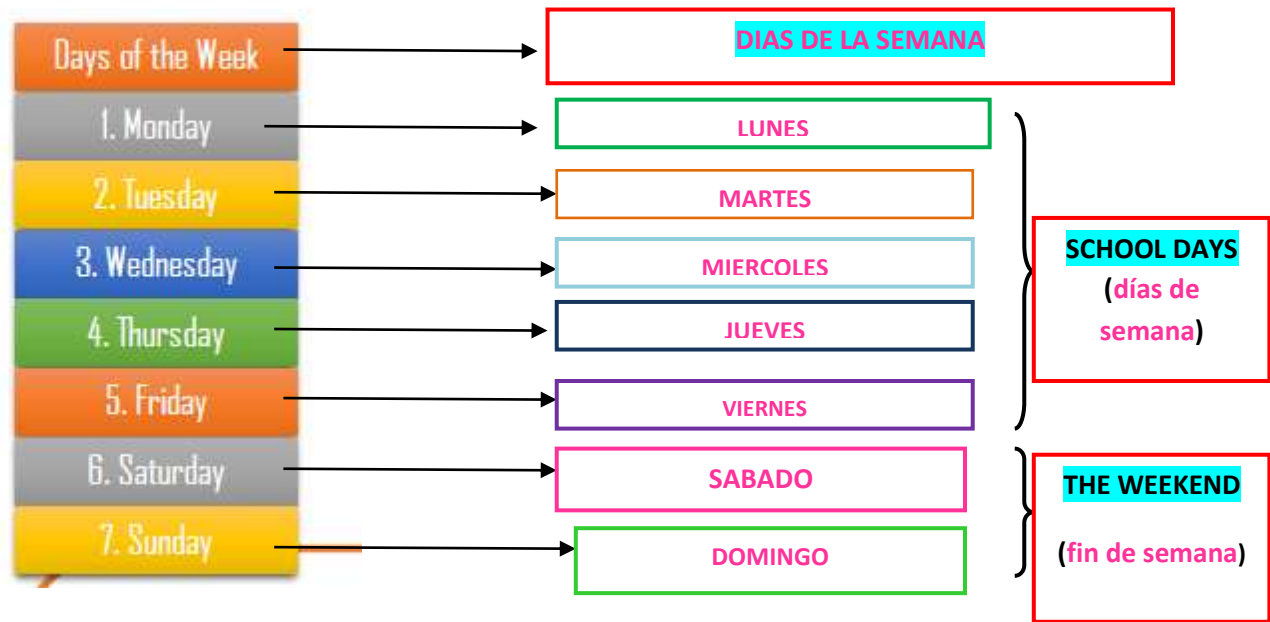 Days of the Week
DIAS DE LA SEMANA
1. Monday
LUNES
2. Tuesday
MARTES
3. Wednesday
MIERCOLES
4. Thursday
JUEVES
5. Friday
VIERNES
SCHOOL DAYS
(días de
semana)
6. Saturday
SABADO
7. Sunday
DOMINGO
THE WEEKEND
(fin de semana)